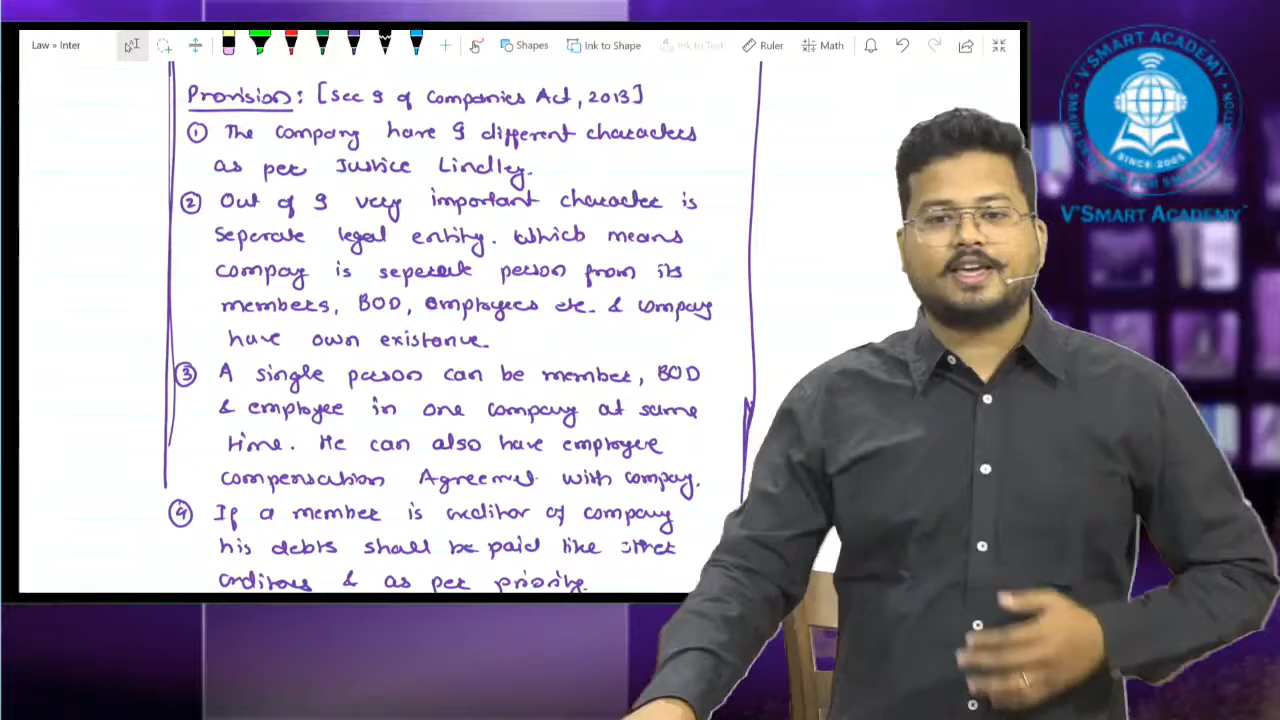 Law » Inter
Shapes
Ink to Shape
Ink to Text
Ruler
Math
Provision: [Sec 9 of Companies Act, 2013]
① The company have 9 different characters
as per Justice Lindley.
② Out of 9 very important character is
seperate legal entity. Which means
compay is seperate person from its
members, BOD, employees etc. & company
have own existance.
③ A single person can be member, BOD
& employee in one company at same
time. He can also have employee
compensation Agreement with company.
④ If a member is creditor of company
his debts shall be paid like other
creditors & as per priority.
V'SMART ACADEMY
SINCE-2005
V'SMART ACADEMY